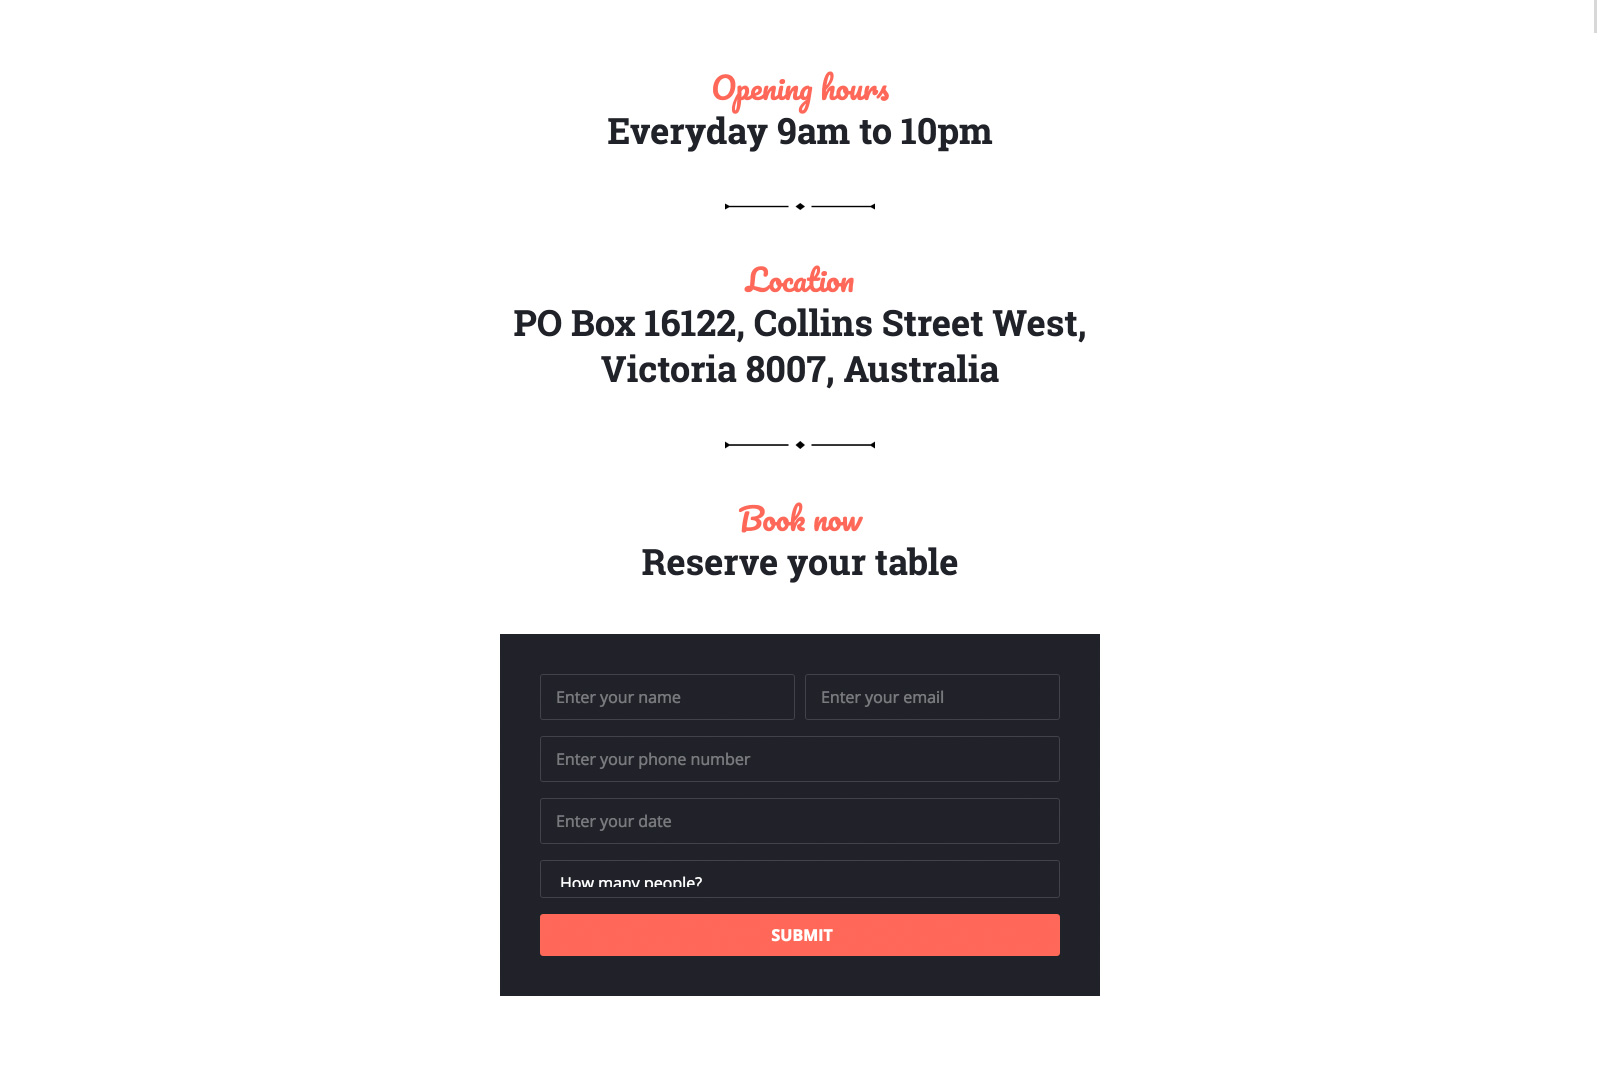 Opening hours
Everyday 9am to 10pm
Location
PO Box 16122, Collins Street West,
Victoria 8007, Australia
Book now
Reserve your table
Enter your name
Enter your email
Enter your phone number
Enter your date
How many people?
SUBMIT